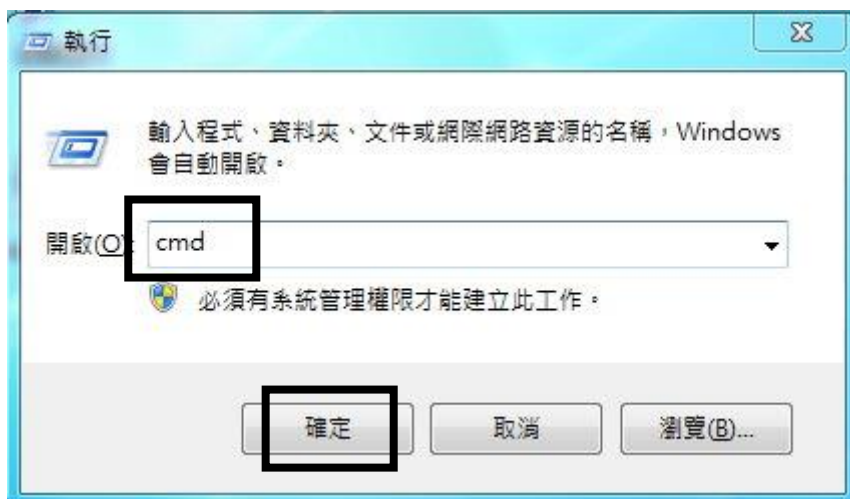 執行
輸入程式、資料夾、文件或網際網路資源的名稱，Windows
會自動開啟。
開啟(O): cmd
必須有系統管理權限才能建立此工作。
確定 取消 瀏覽(B)...